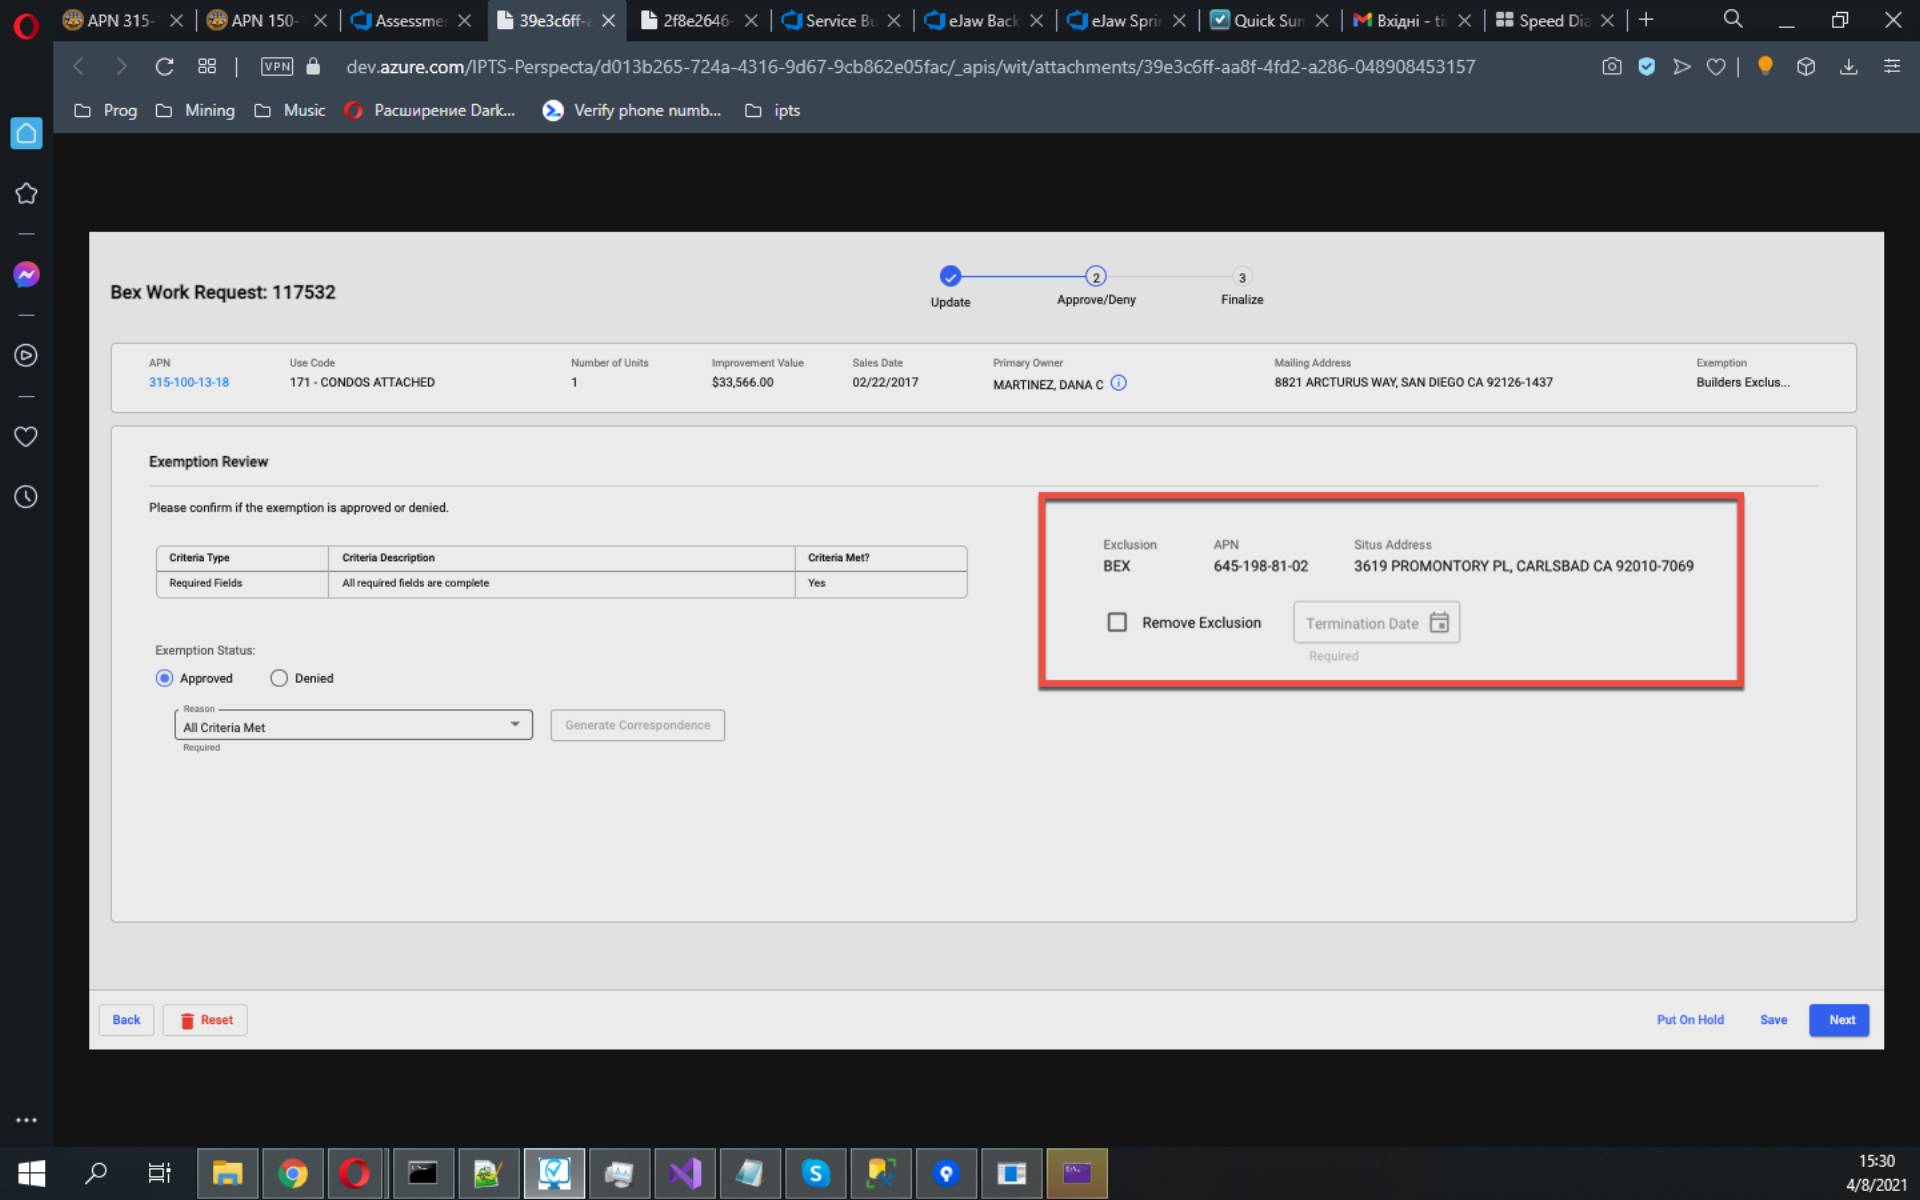 APN 315-
APN 150-
Assessme
39e3c6ff-a
2f8e2646-
Service Bu
eJaw Back
eJaw Sprin
Quick Sum
Вхідні - ti
Speed Dia
VPN
dev.azure.com/IPTS-Perspecta/d013b265-724a-4316-9d67-9cb862e05fac/_apis/wit/attachments/39e3c6ff-aa8f-4fd2-a286-048908453157
Prog
Mining
Music
Расширение Dark...
Verify phone numb...
ipts
Bex Work Request: 117532
2
3
Update
Approve/Deny
Finalize
APN
Use Code
Number of Units
Improvement Value
Sales Date
Primary Owner
Mailing Address
Exemption
315-100-13-18
171 - CONDOS ATTACHED
1
$33,566.00
02/22/2017
MARTINEZ, DANA C
8821 ARCTURUS WAY, SAN DIEGO CA 92126-1437
Builders Exclus...
Exemption Review
Please confirm if the exemption is approved or denied.
Criteria Type
Criteria Description
Criteria Met?
Required Fields
All required fields are complete
Yes
Exemption Status:
Approved
Denied
Reason
All Criteria Met
Required
Generate Correspondence
Exclusion
APN
Situs Address
BEX
645-198-81-02
3619 PROMONTORY PL, CARLSBAD CA 92010-7069
Remove Exclusion
Termination Date
Required
Back
Reset
Put On Hold
Save
Next
15:30
4/8/2021